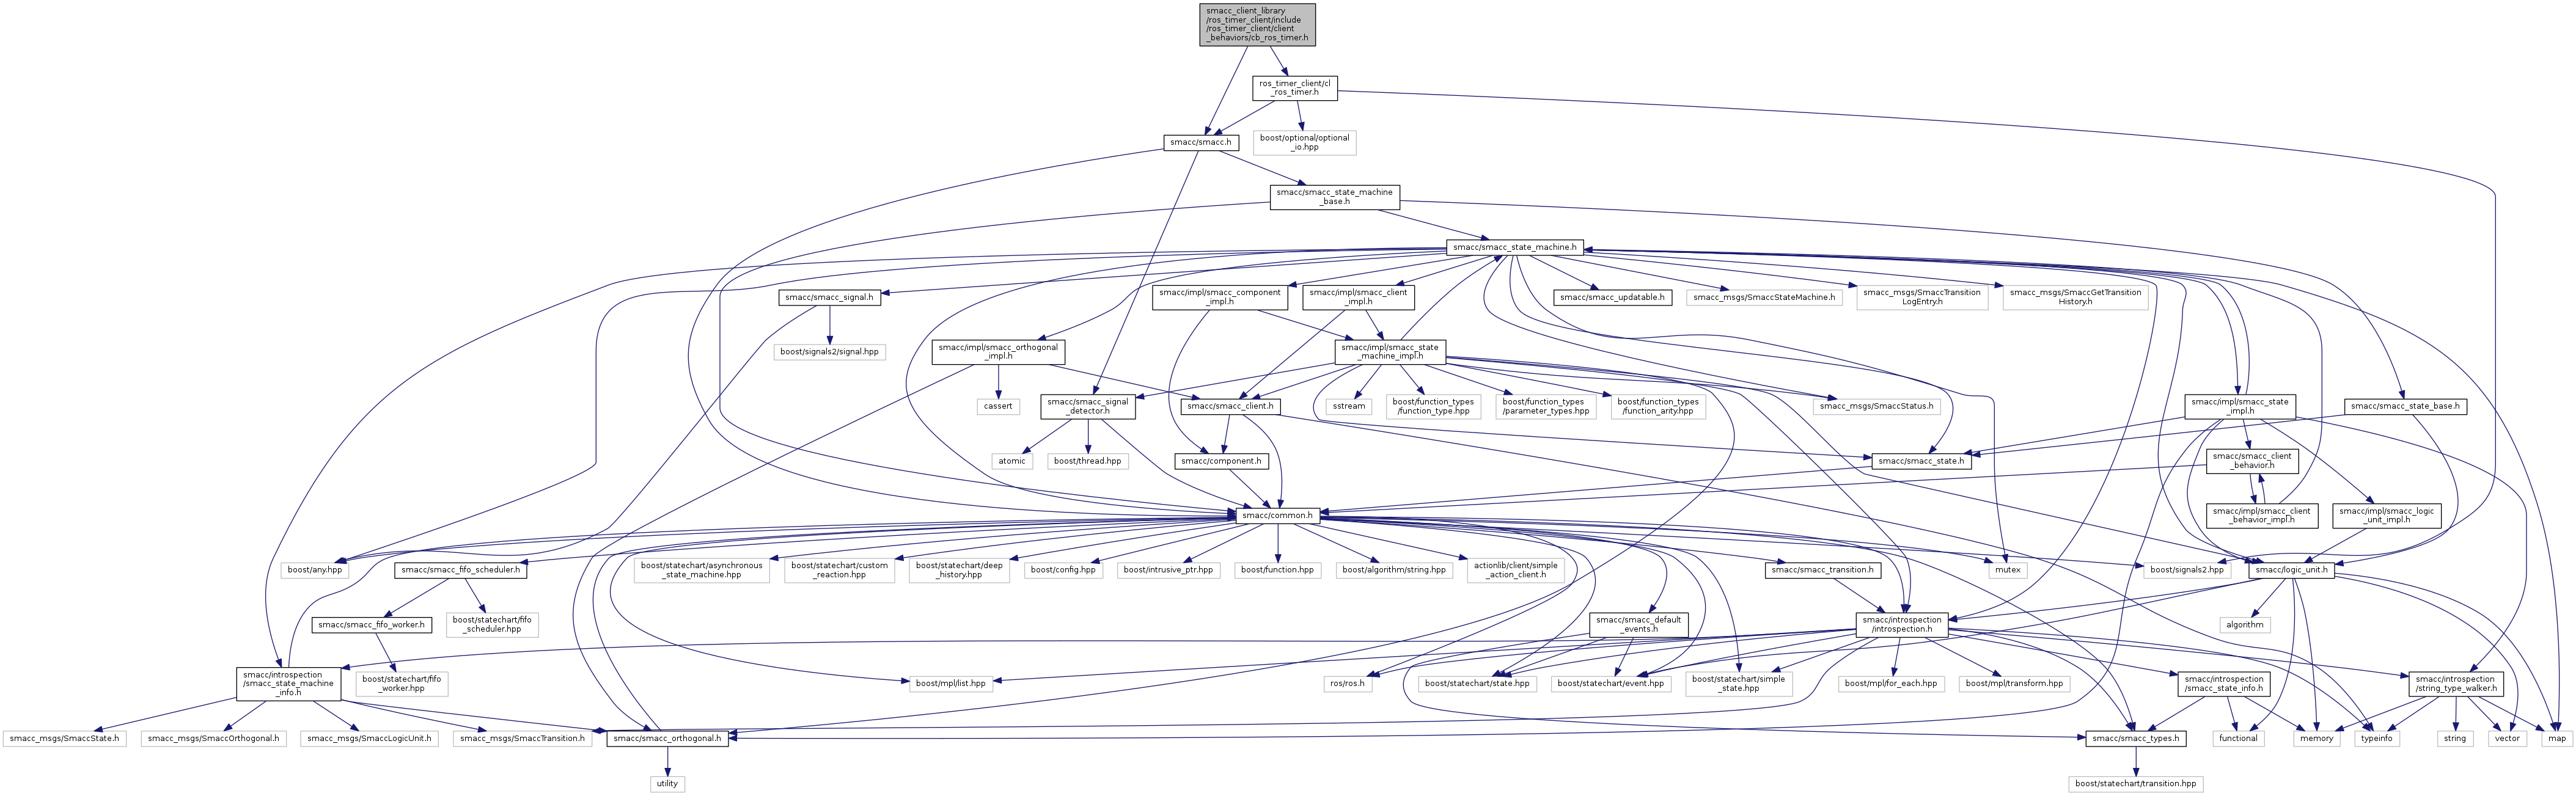 smacc_client_library
/ros_timer_client/include
/ros_timer_client/client
_behaviors/cb_ros_timer.h
ros_timer_client/cl
_ros_timer.h
smacc/smacc.h
boost/optional/optional
_io.hpp
smacc/smacc_state_machine
_base.h
smacc/smacc_state_machine.h
smacc/smacc_signal.h
smacc/impl/smacc_component
_impl.h
smacc/impl/smacc_client
_impl.h
smacc/smacc_updatable.h
smacc_msgs/SmaccStateMachine.h
smacc_msgs/SmaccTransition
LogEntry.h
smacc_msgs/SmaccGetTransition
History.h
boost/signals2/signal.hpp
smacc/impl/smacc_orthogonal
_impl.h
smacc/impl/smacc_state
_machine_impl.h
cassert
smacc/smacc_signal
_detector.h
smacc/smacc_client.h
sstream
boost/function_types
/function_type.hpp
boost/function_types
/parameter_types.hpp
boost/function_types
/function_arity.hpp
smacc_msgs/SmaccStatus.h
smacc/impl/smacc_state
_impl.h
smacc/smacc_state_base.h
atomic
boost/thread.hpp
smacc/component.h
smacc/smacc_state.h
smacc/smacc_client
_behavior.h
smacc/common.h
smacc/impl/smacc_client
_behavior_impl.h
smacc/impl/smacc_logic
_unit_impl.h
boost/any.hpp
smacc/smacc_fifo_scheduler.h
boost/statechart/asynchronous
_state_machine.hpp
boost/statechart/custom
_reaction.hpp
boost/statechart/deep
_history.hpp
boost/config.hpp
boost/intrusive_ptr.hpp
boost/function.hpp
boost/algorithm/string.hpp
actionlib/client/simple
_action_client.h
smacc/smacc_transition.h
mutex
boost/signals2.hpp
smacc/logic_unit.h
smacc/smacc_fifo_worker.h
boost/statechart/fifo
_scheduler.hpp
smacc/smacc_default
_events.h
smacc/introspection
/introspection.h
algorithm
smacc/introspection
/smacc_state_machine
_info.h
boost/statechart/fifo
_worker.hpp
boost/mpl/list.hpp
ros/ros.h
boost/statechart/state.hpp
boost/statechart/event.hpp
boost/statechart/simple
_state.hpp
boost/mpl/for_each.hpp
boost/mpl/transform.hpp
smacc/introspection
/smacc_state_info.h
smacc/introspection
/string_type_walker.h
smacc_msgs/SmaccState.h
smacc_msgs/SmaccOrthogonal.h
smacc_msgs/SmaccLogicUnit.h
smacc_msgs/SmaccTransition.h
smacc/smacc_orthogonal.h
smacc/smacc_types.h
functional
memory
typeinfo
string
vector
map
utility
boost/statechart/transition.hpp